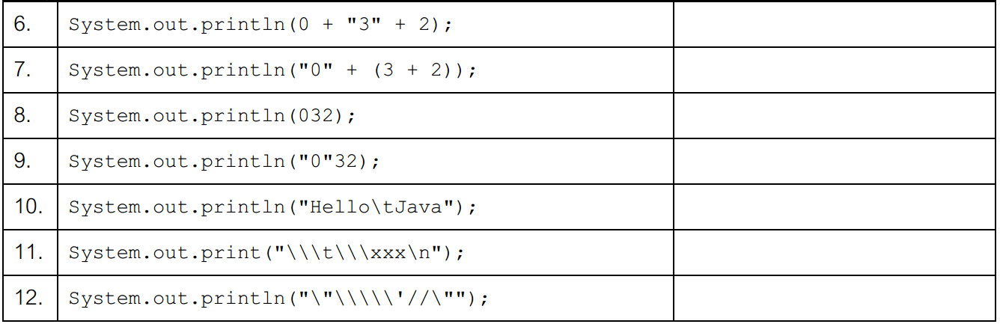 6. System.out.println(0 + "3" + 2);
7. System.out.println("0" + (3 + 2));
8. System.out.println(032);
9. System.out.println("0"32);
10. System.out.println("Hello\tJava");
11. System.out.print("\\\t\\\xxx\n");
12. System.out.println("\"\\\\\'//\"");